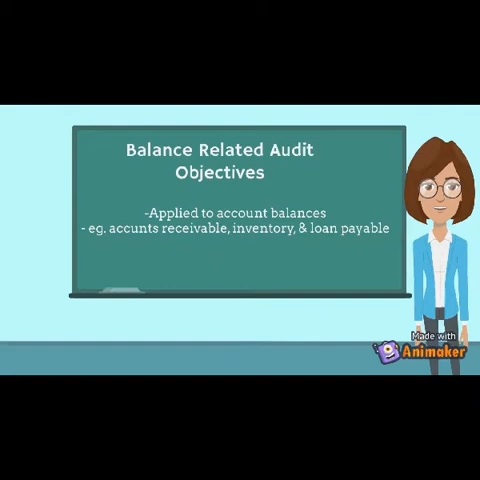 Balance Related Audit
Objectives
-Applied to account balances
- eg. accunts receivable, inventory, & loan payable
Made with
Animaker